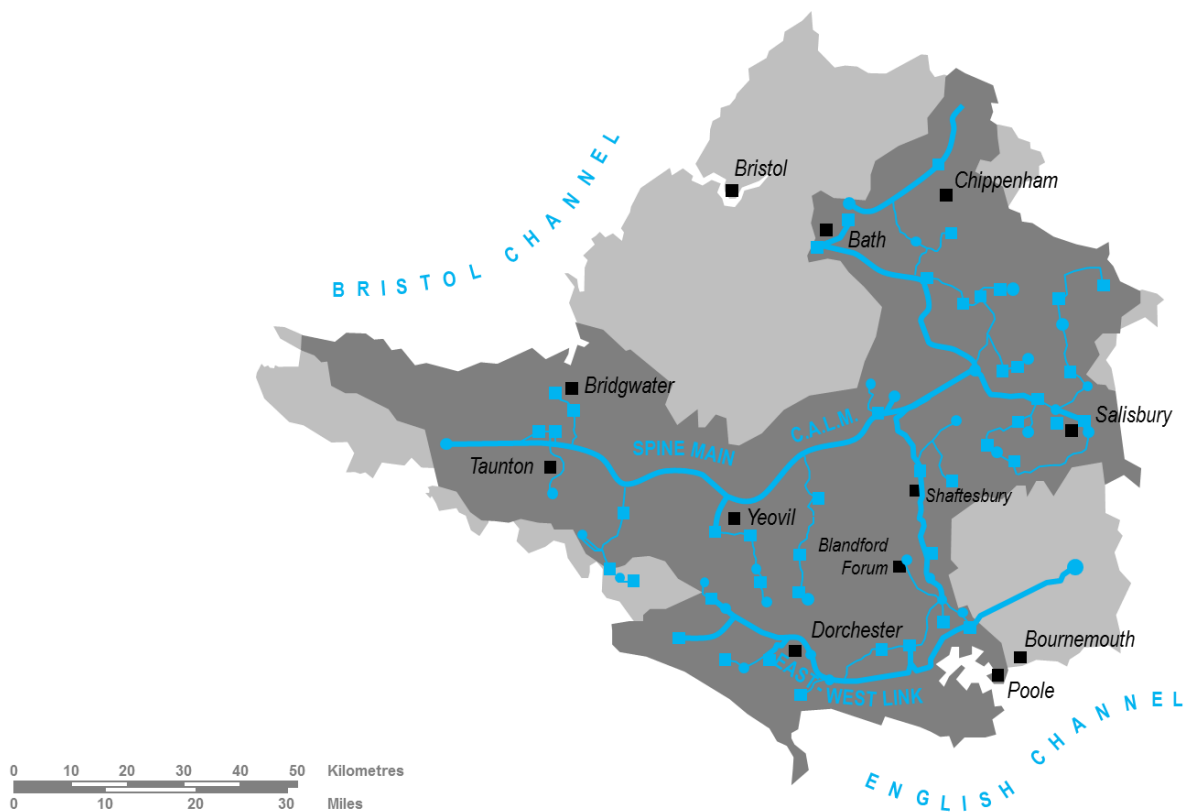 Bristol
Chippenham
BRISTOL CHANNEL
Bath
Bridgwater
C.A.L.M.
Salisbury
SPINE MAIN
Taunton
Shaftesbury
Yeovil
Blandford
Forum
Dorchester
Bournemouth
EAST - WEST LINK
Poole
ENGLISH CHANNEL
0 10 20 30 40 50 Kilometres
0 10 20 30 Miles